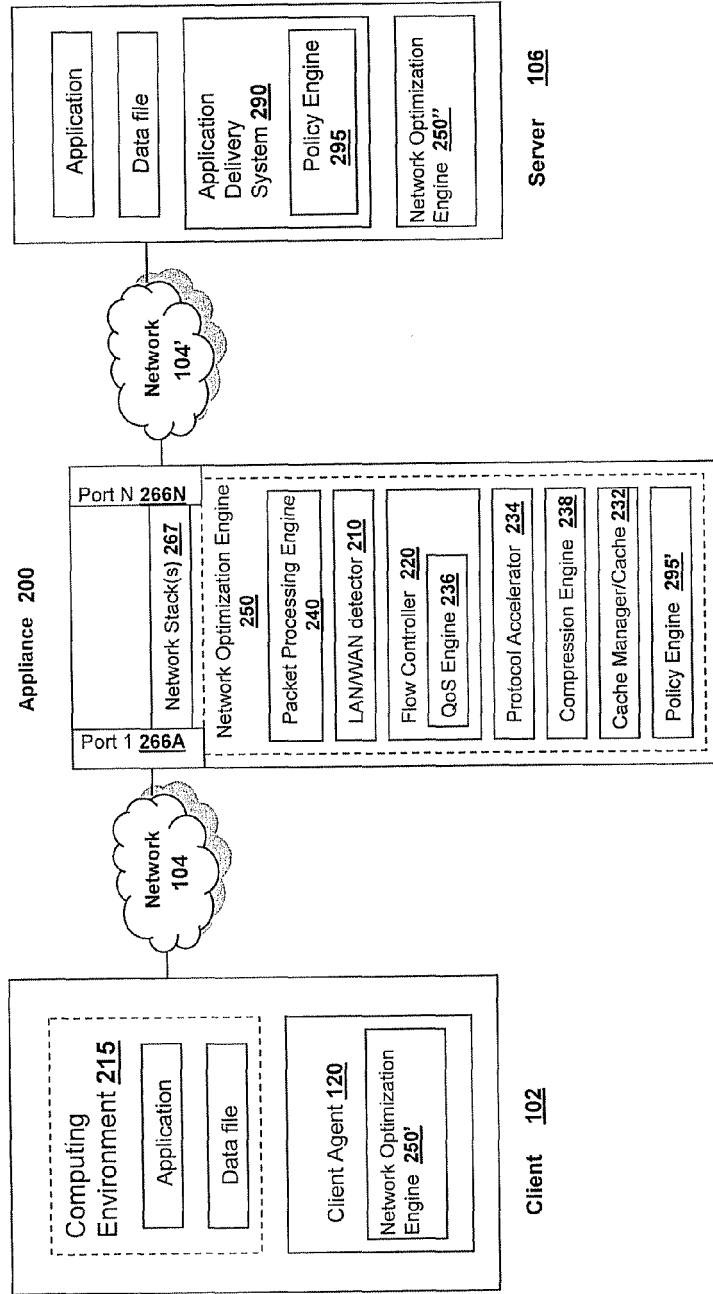 Appliance 200
Computing
Environment 215
Application
Data file
Client Agent 120
Network Optimization
Engine 250'
Client 102
Network
104
Port 1 266A
Port N 266N
Network Stack(s) 267
Network Optimization Engine
250
Packet Processing Engine
240
LAN/WAN detector 210
Flow Controller 220
QoS Engine 236
Protocol Accelerator 234
Compression Engine 238
Cache Manager/Cache 232
Policy Engine 295'
Network
104'
Application
Data file
Application
Delivery
System 290
Policy Engine
295
Network Optimization
Engine 250''
Server 106